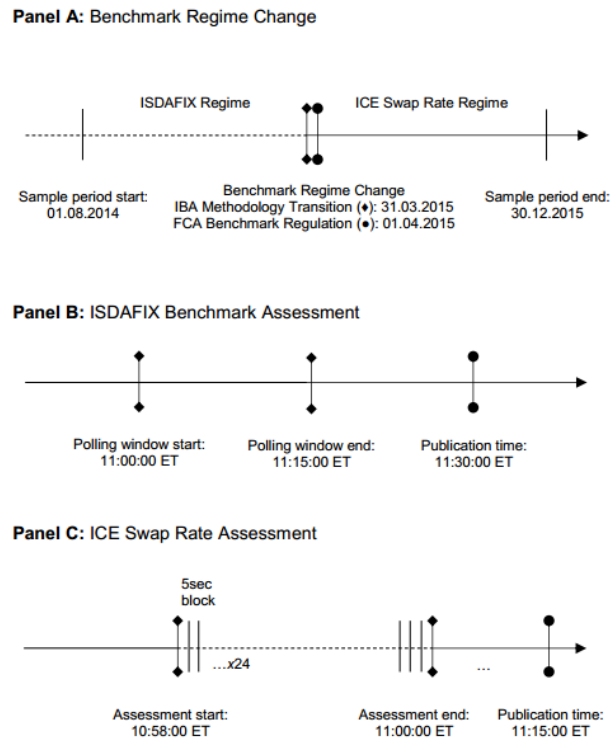 Panel A: Benchmark Regime Change
ISDAFIX Regime
ICE Swap Rate Regime
Sample period start:
01.08.2014
Benchmark Regime Change
IBA Methodology Transition (♦): 31.03.2015
FCA Benchmark Regulation (●): 01.04.2015
Sample period end:
30.12.2015
Panel B: ISDAFIX Benchmark Assessment
Polling window start:
11:00:00 ET
Polling window end:
11:15:00 ET
Publication time:
11:30:00 ET
Panel C: ICE Swap Rate Assessment
5sec
block
...x24
...
Assessment start:
10:58:00 ET
Assessment end:
11:00:00 ET
Publication time:
11:15:00 ET